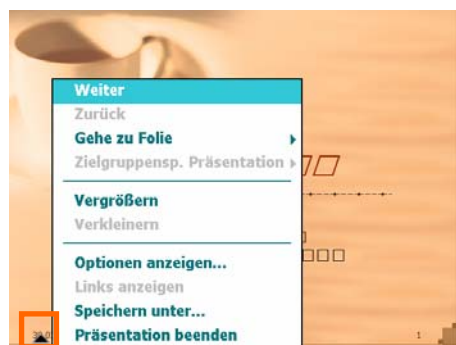 Weiter
Zurück
Gehe zu Folie
Zielgruppensp. Präsentation
Vergrößern
Verkleinern
Optionen anzeigen...
Links anzeigen
Speichern unter...
Präsentation beenden
1